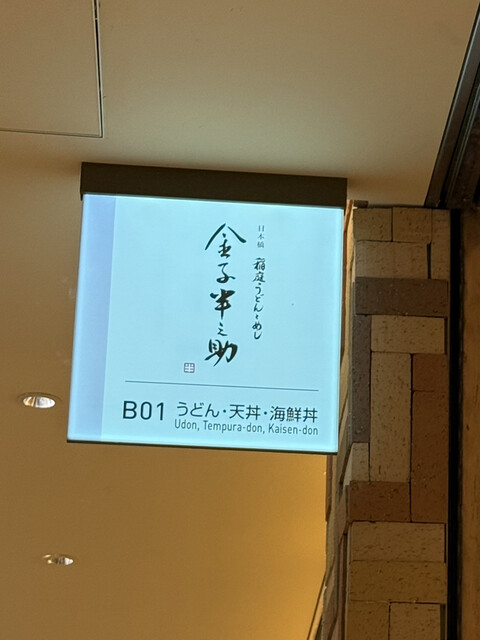 日本橋
稲庭うどんとめし
金子半之助
半
B01 うどん・天丼・海鮮丼
Udon, Tempura-don, Kaisen-don